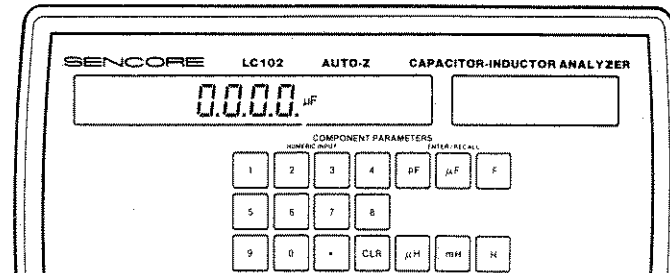 SENCORE LC102 AUTO-Z CAPACITOR-INDUCTOR ANALYZER
0.0.0.0. µF
COMPONENT PARAMETERS
NUMERIC INPUT ENTER/RECALL
1 2 3 4 pF µF F
5 6 7 8
9 0 • CLR µH mH H